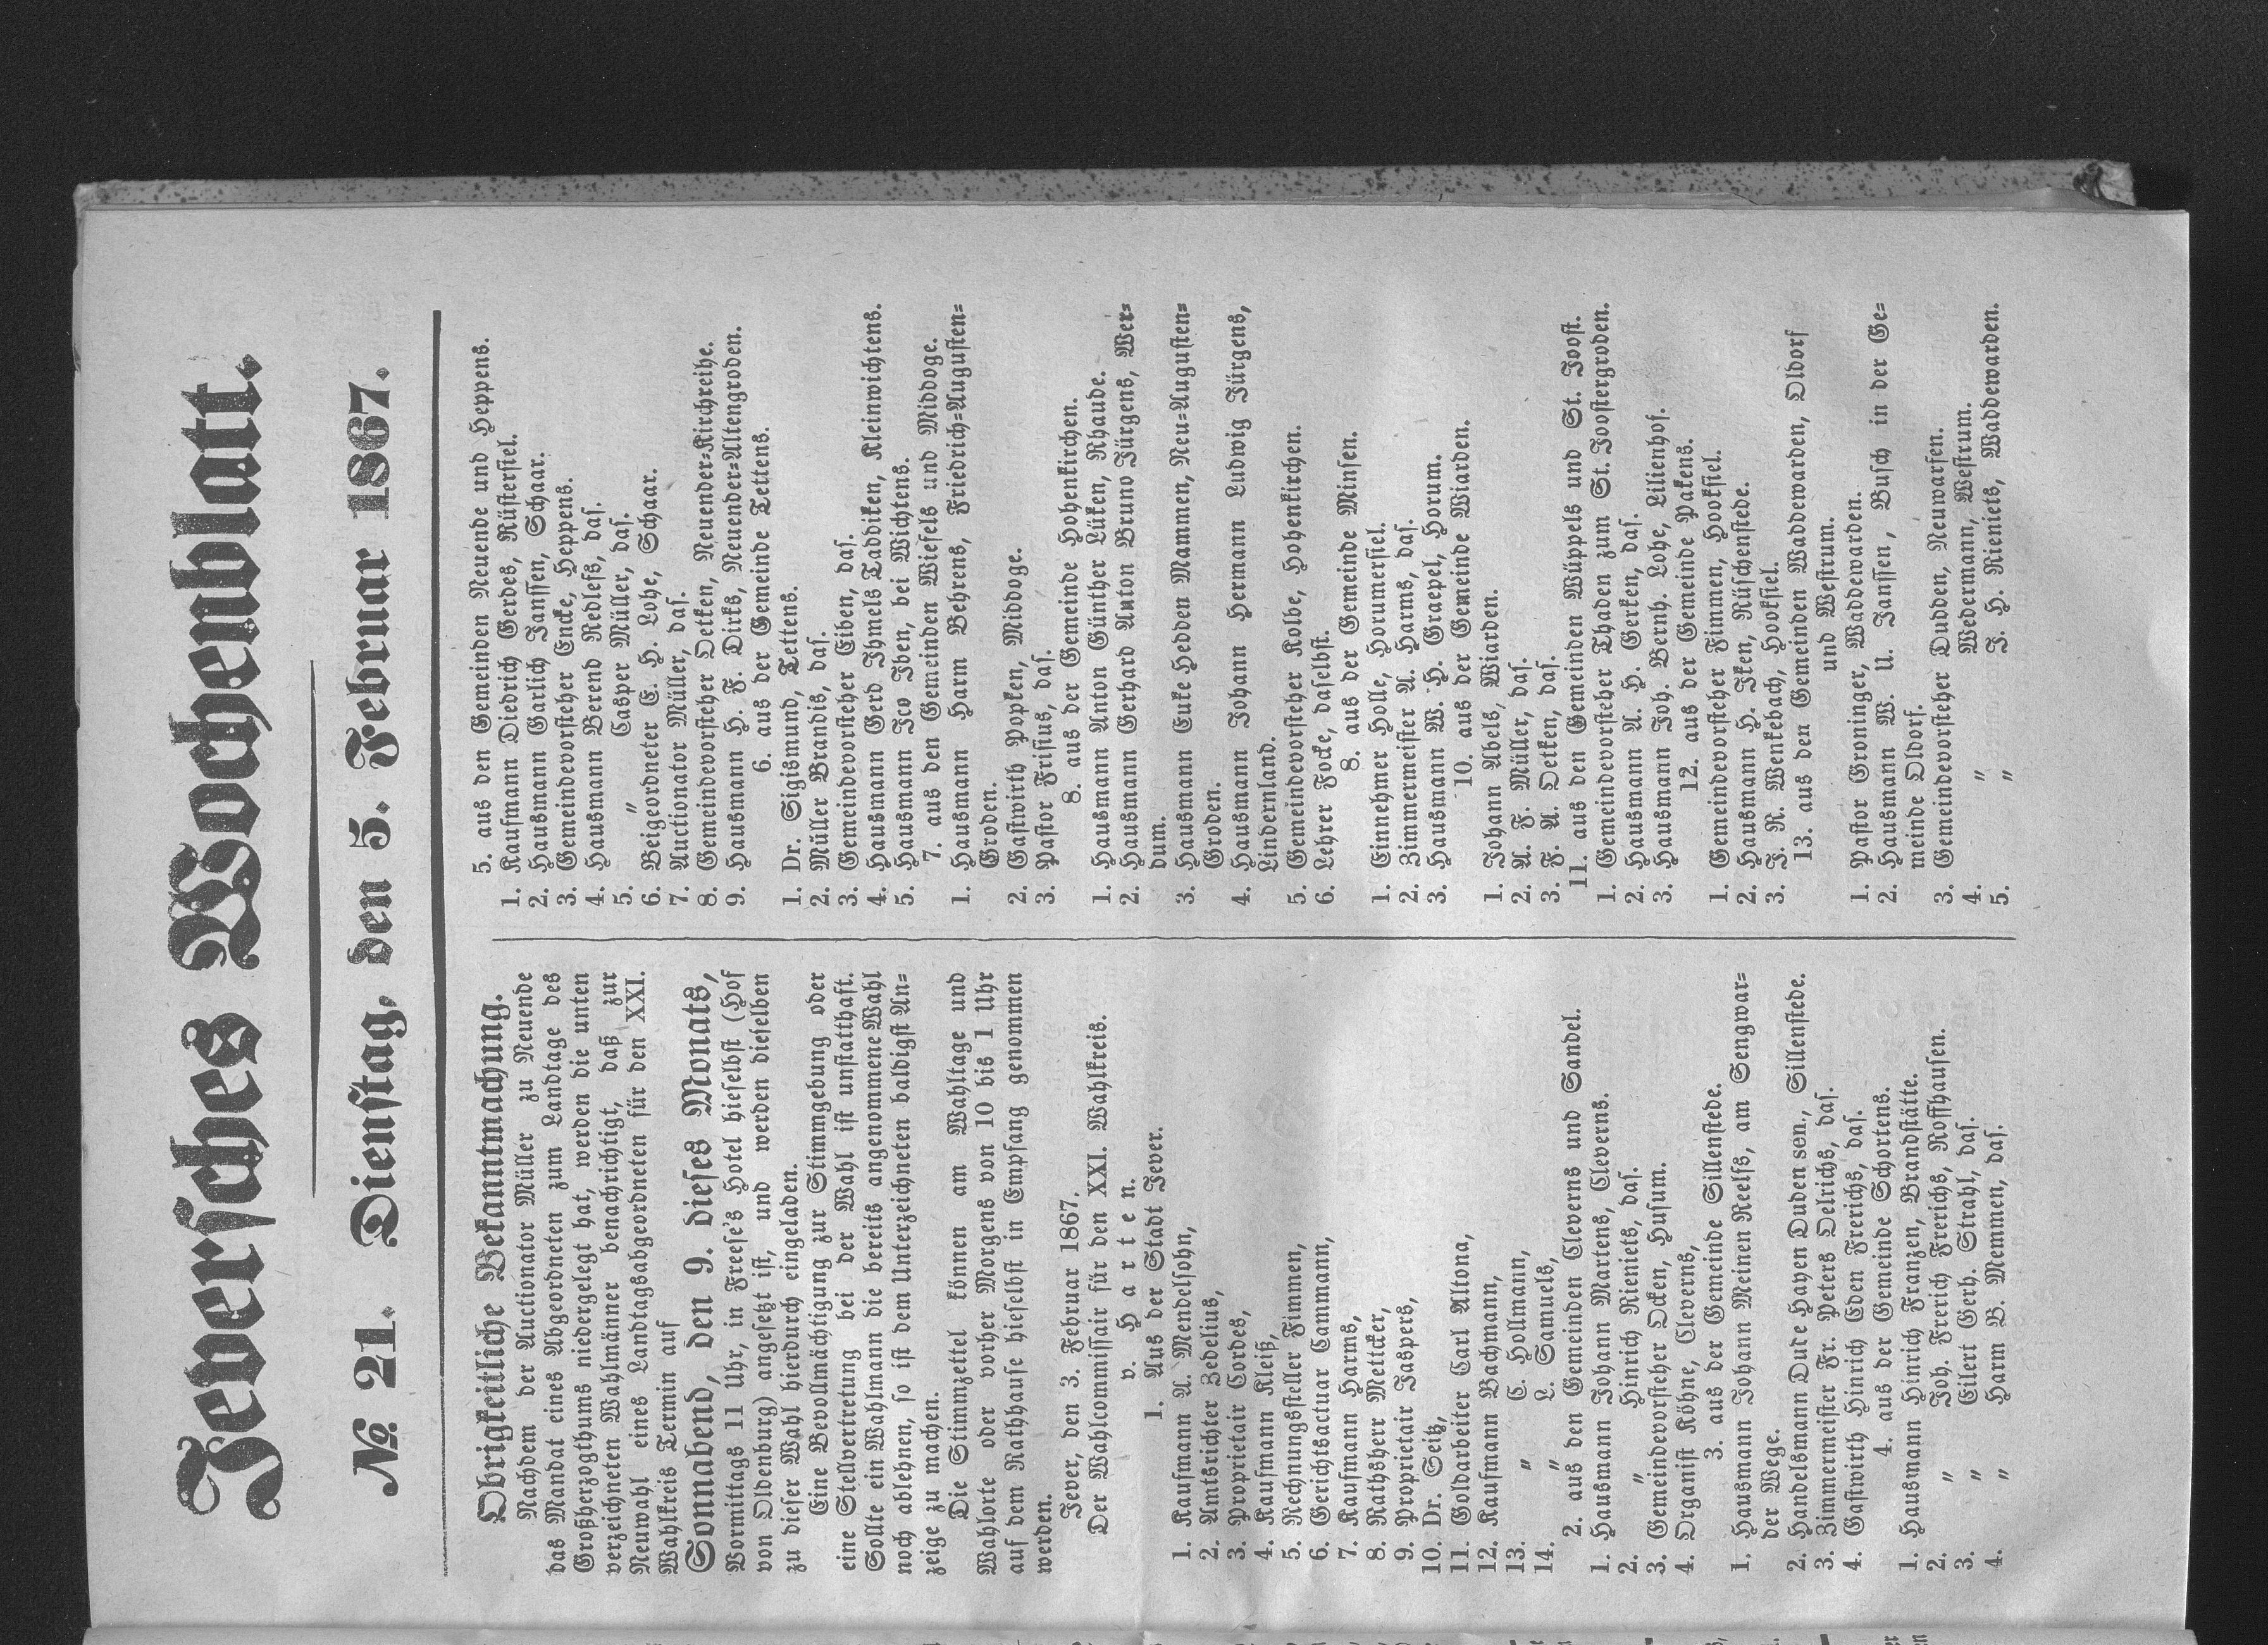 Jeversches Wochenblatt.
№ 21. Dienstag, den 5. Februar 1867.
Obrigkeitliche Bekanntmachung.
Nachdem der Auctionator Müller zu Neuende
das Mandat eines Abgeordneten zum Landtage des
Großherzogthums niedergelegt hat, werden die unten
verzeichneten Wahlmänner benachrichtigt, daß zur
Neuwahl eines Landtagsabgeordneten für den XXI.
Wahlkreis Termin auf
Sonnabend, den 9. dieses Monats,
Vormittags 11 Uhr, in Freese's Hotel hieselbst (Hof
von Oldenburg) angesetzt ist, und werden dieselben
zu dieser Wahl hierdurch eingeladen.
Eine Bevollmächtigung zur Stimmgebung oder
eine Stellvertretung bei der Wahl ist unstatthaft.
Sollte ein Wahlmann die bereits angenommene Wahl
noch ablehnen, so ist dem Unterzeichneten baldigst An=
zeige zu machen.
Die Stimmzettel können am Wahltage und
Wahlorte oder vorher Morgens von 10 bis 1 Uhr
auf dem Rathhause hieselbst in Empfang genommen
werden.
Jever, den 3. Februar 1867.
Der Wahlcommissair für den XXI. Wahlkreis.
v. Harten.
1. Aus der Stadt Jever.
1. Kaufmann A. Mendelssohn,
2. Amtsrichter Zedelius,
3. Proprietair Cordes,
4. Kaufmann Kleiß,
5. Rechnungssteller Fimmen,
6. Gerichtsactuar Cammann,
7. Kaufmann Harms,
8. Rathsherr Mettcker,
9. Proprietair Jaspers,
10. Dr. Seitz,
11. Goldarbeiter Carl Altona,
12. Kaufmann Bachmann,
13. " C. Hollmann,
14. " L. Samuels,
2. aus den Gemeinden Cleverns und Sandel.
1. Hausmann Johann Martens, Cleverns.
2. " Hinrich Rieniets, das.
3. Gemeindevorsteher Ocken, Husum.
4. Organist Köhne, Cleverns,
3. aus der Gemeinde Sillenstede.
1. Hausmann Johann Meinen Reelfs, am Sengwar=
der Wege.
2. Handelsmann Dute Hayen Duden sen., Sillenstede.
3. Zimmermeister Fr. Peters Oelrichs, das.
4. Gastwirth Hinrich Eden Frerichs, das.
4. aus der Gemeinde Schortens.
1. Hausmann Hinrich Franzen, Brandstätte.
2. " Joh. Frerich Frerichs, Roffhausen.
3. " Eilert Gerh. Strahl, das.
4. " Harm B. Memmen, das.
5. aus den Gemeinden Neuende und Heppens.
1. Kaufmann Diedrich Gerdes, Rüstersiel.
2. Hausmann Garlich Janssen, Schaar.
3. Gemeindevorsteher Encke, Heppens.
4. Hausmann Berend Redlefs, das.
5. " Casper Müller, das.
6. Beigeordneter E. H. Lohe, Schaar.
7. Auctionator Müller, das.
8. Gemeindevorsteher Detken, Neuender=Kirchreihe.
9. Hausmann H. F. Dirks, Neuender=Altengroden.
6. aus der Gemeinde Tettens.
1. Dr. Sigismund, Tettens.
2. Müller Brandis, das.
3. Gemeindevorsteher Eiben, das.
4. Hausmann Gerd. Ihmels Taddiken, Kleinwichtens.
5. Hausmann Ico Iben, bei Wichtens.
7. aus den Gemeinden Wiefels und Middoge.
1. Hausmann Harm Behrens, Friedrich=Augusten=
Groden.
2. Gastwirth Popken, Middoge.
3. Pastor Frisius, das.
8. aus der Gemeinde Hohenkirchen.
1. Hausmann Anton Günther Lüken, Rhaude.
2. Hausmann Gerhard Anton Bruno Jürgens, Wer=
dum.
3. Hausmann Euke Hedden Mammen, Neu=Augusten=
Groden.
4. Hausmann Johann Hermann Ludwig Jürgens,
Lindernland.
5. Gemeindevorsteher Kolbe, Hohenkirchen.
6. Lehrer Focke, daselbst.
8. aus der Gemeinde Minsen.
1. Einnehmer Holle, Horumersiel.
2. Zimmermeister A. Harms, das.
3. Hausmann W. H. Graepel, Horum.
10. aus der Gemeinde Wiarden.
1. Johann Abels, Wiarden.
2. A. F. Müller, das.
3. F. A. Detken, das.
11. aus den Gemeinden Wüppels und St. Joost.
1. Gemeindevorsteher Thaden zum St. Joostergroden.
2. Hausmann A. H. Gerken, das.
3. Hausmann Joh. Bernh. Lohe, Lilienhof.
12. aus der Gemeinde Pakens.
1. Gemeindevorsteher Fimmen, Hooksiel.
2. Hausmann H. Iken, Rüschenstede.
3. J. R. Wenkebach, Hooksiel.
13. aus den Gemeinden Waddewarden, Oldorf
und Westrum.
1. Pastor Groninger, Waddewarden.
2. Hausmann W. U. Janssen, Busch in der Ge=
meinde Oldorf.
3. Gemeindevorsteher Dudden, Neuwarfen.
4. " Wedermann, Westrum.
5. " J. H. Rieniets, Waddewarden.